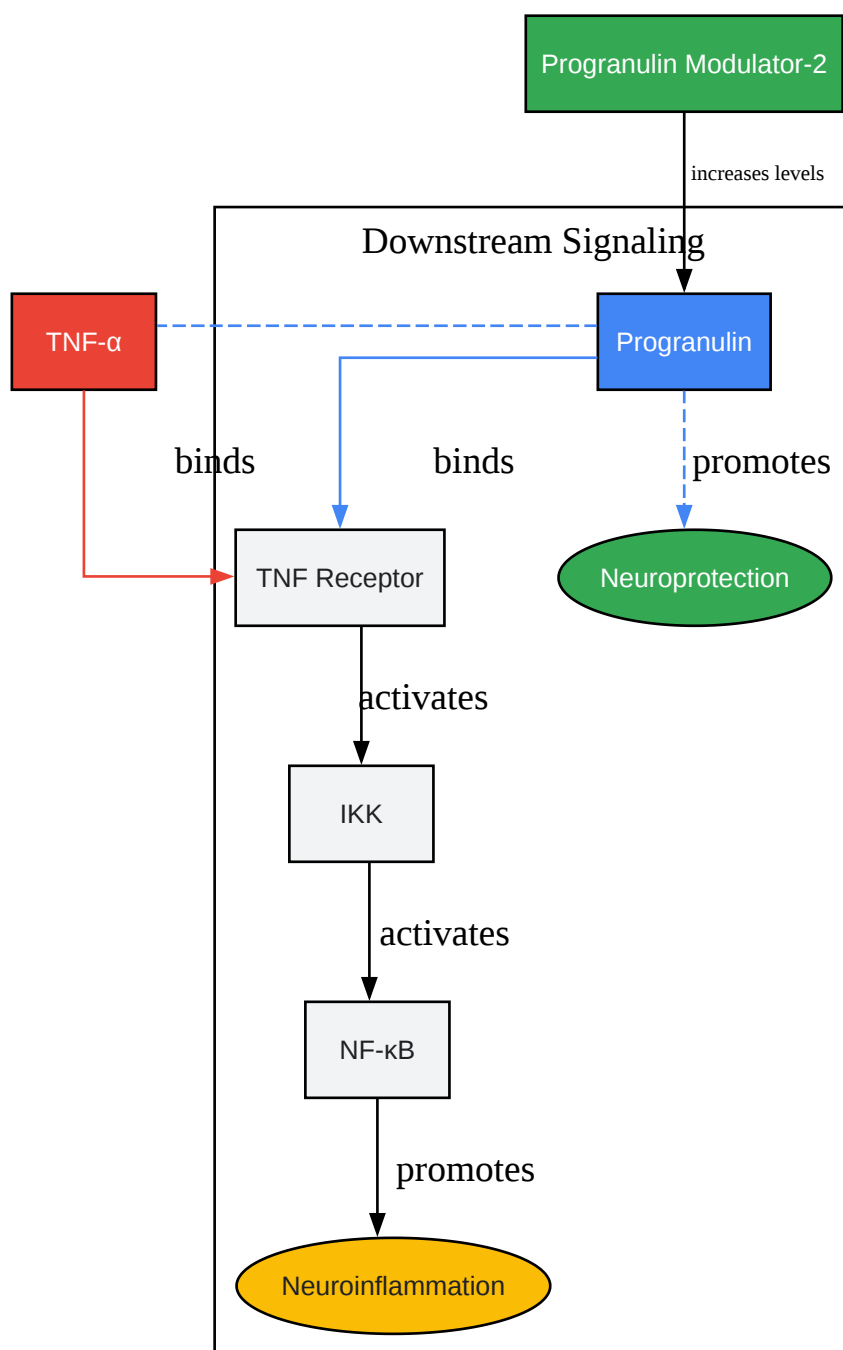 Progranulin Modulator-2
increases levels
Downstream Signaling
TNF-α
Progranulin
binds
binds
promotes
TNF Receptor
Neuroprotection
activates
IKK
activates
NF-κB
promotes
Neuroinflammation